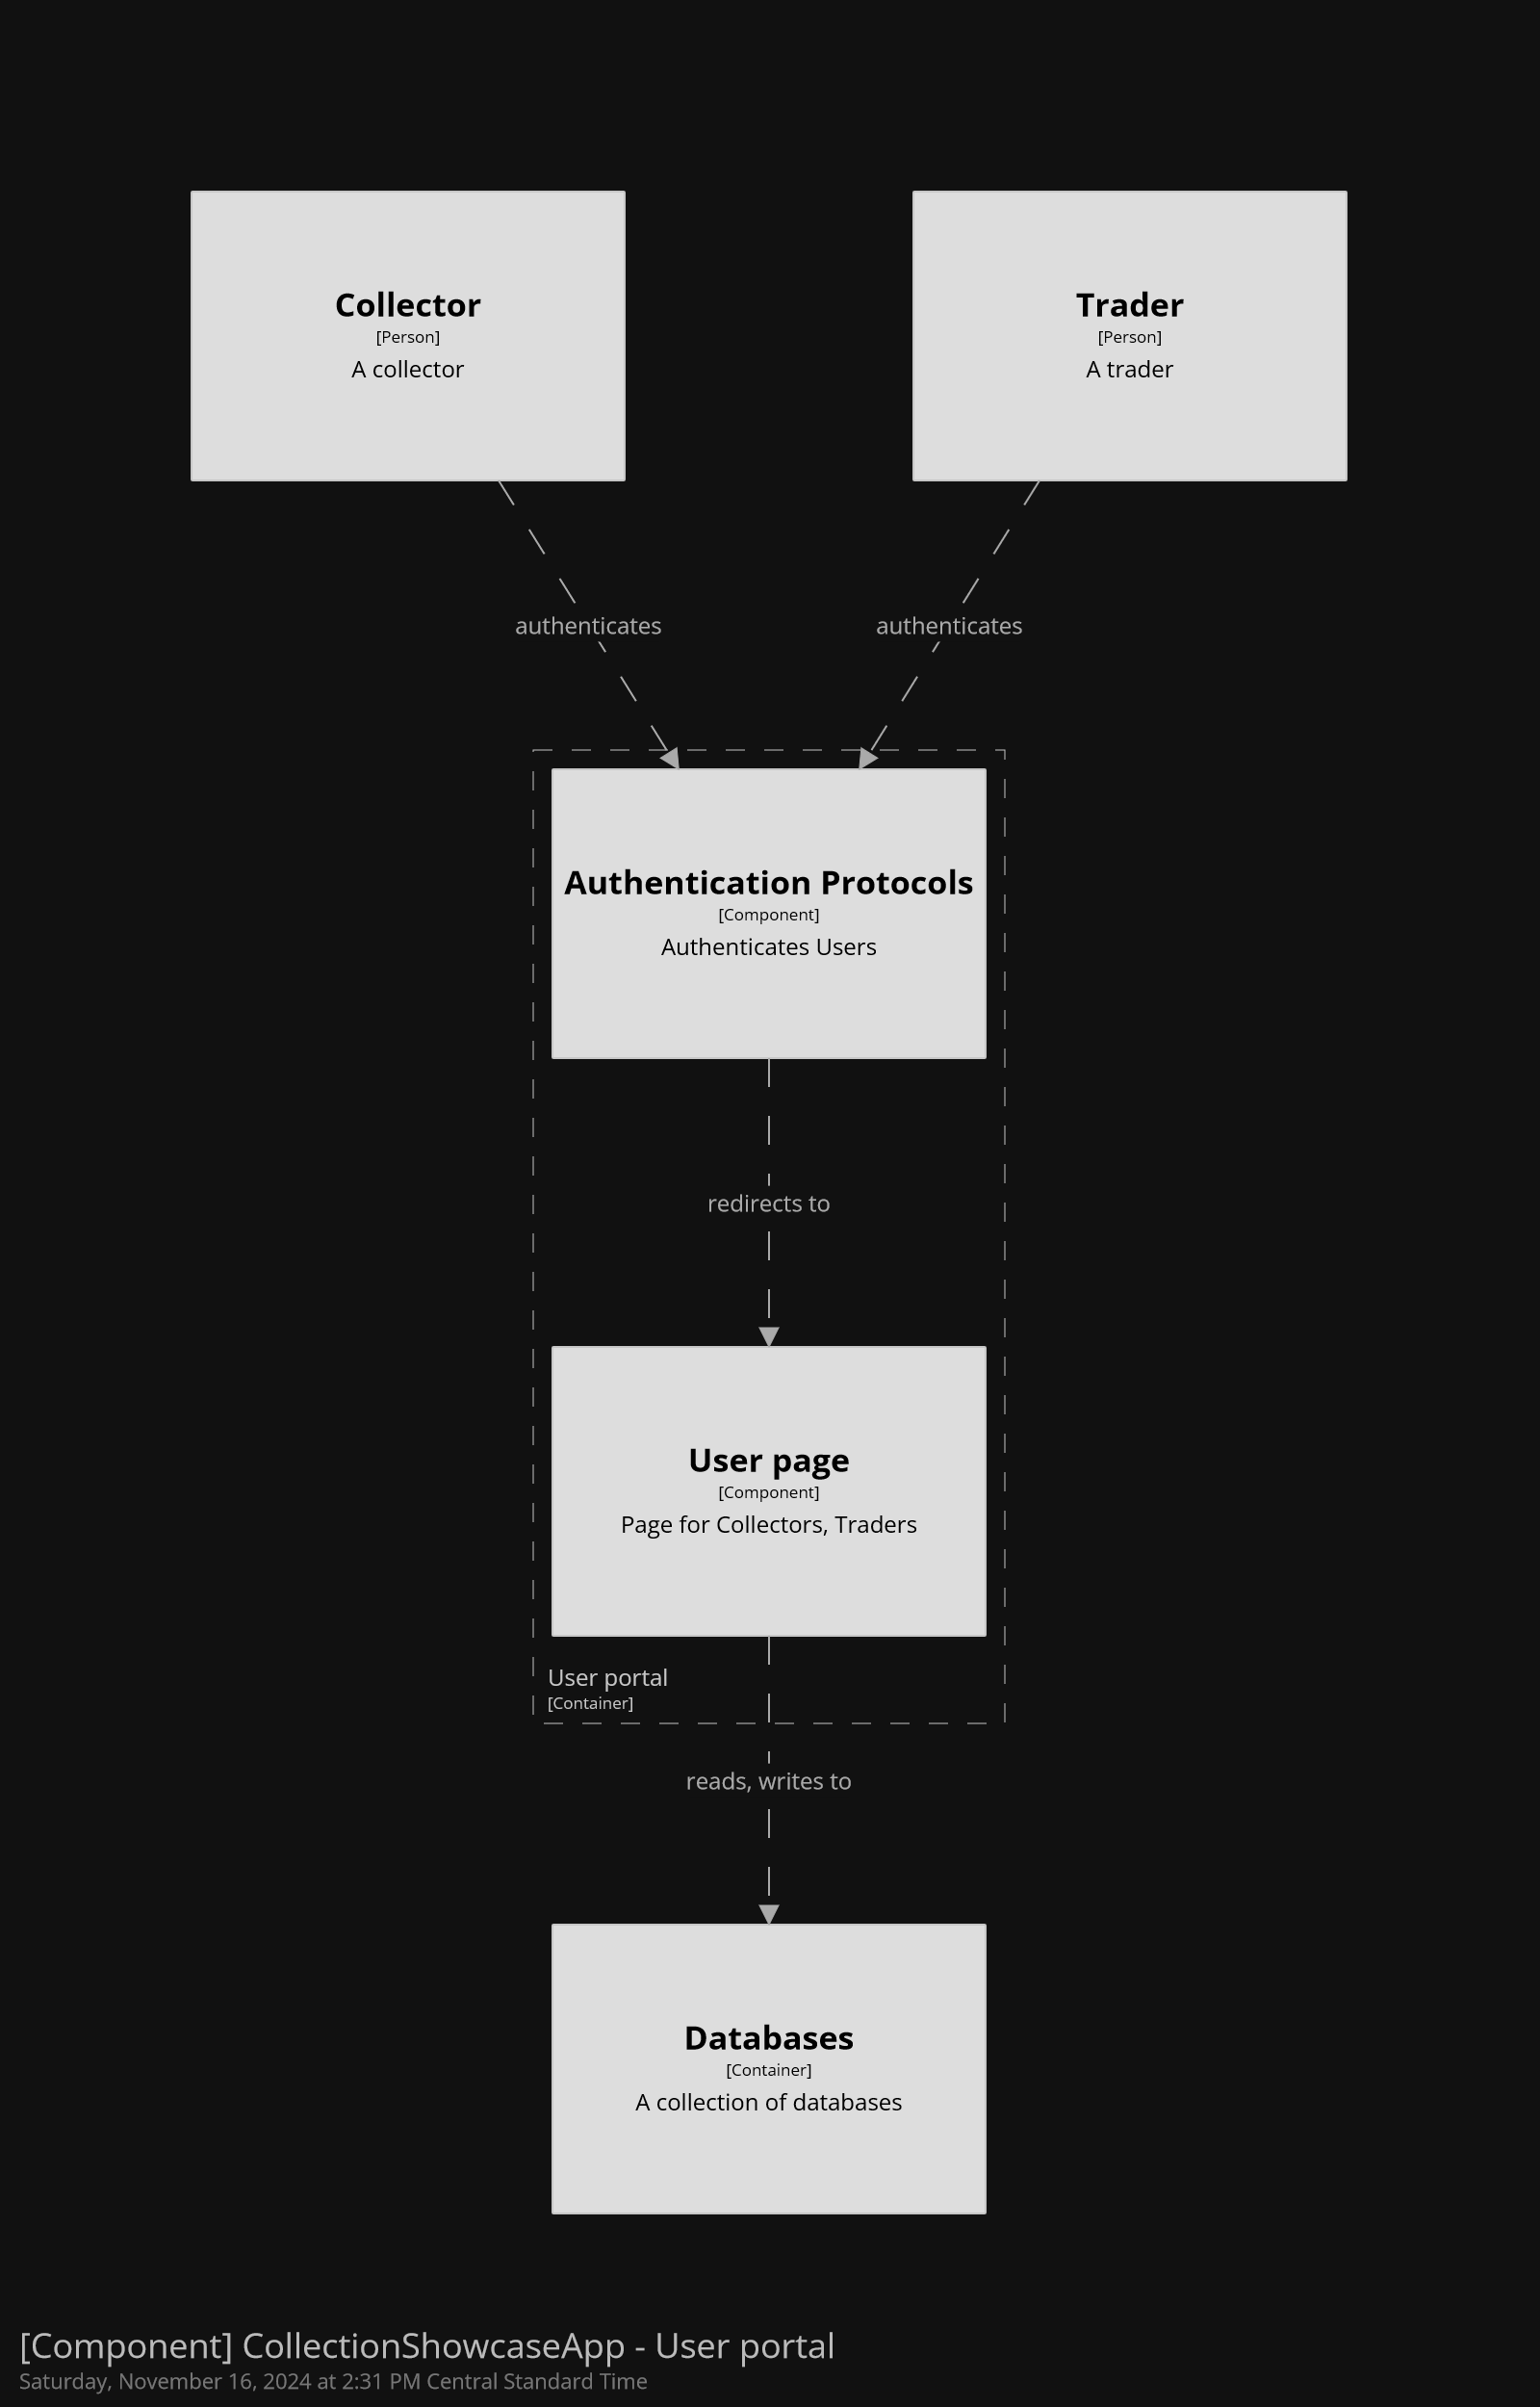 Collector
[Person]
A collector
Trader
[Person]
A trader
authenticates
authenticates
Authentication Protocols
[Component]
Authenticates Users
redirects to
User page
[Component]
Page for Collectors, Traders
User portal
[Container]
reads, writes to
Databases
[Container]
A collection of databases
[Component] CollectionShowcaseApp - User portal
Saturday, November 16, 2024 at 2:31 PM Central Standard Time